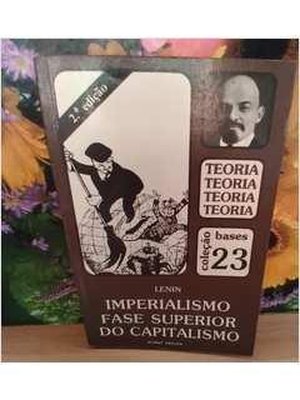 2.ª edição
TEORIA
TEORIA
TEORIA
TEORIA
coleção
bases
23
LENIN
IMPERIALISMO
FASE SUPERIOR
DO CAPITALISMO